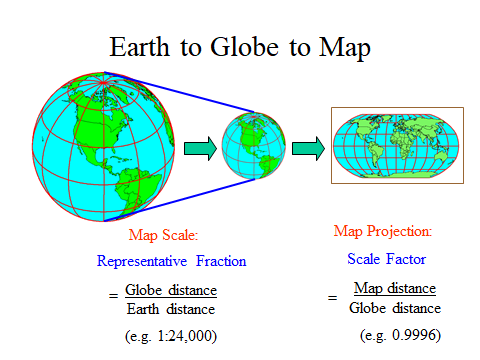 Earth to Globe to Map
Map Scale:
Representative Fraction
= Globe distance
Earth distance
(e.g. 1:24,000)
Map Projection:
Scale Factor
= Map distance
Globe distance
(e.g. 0.9996)